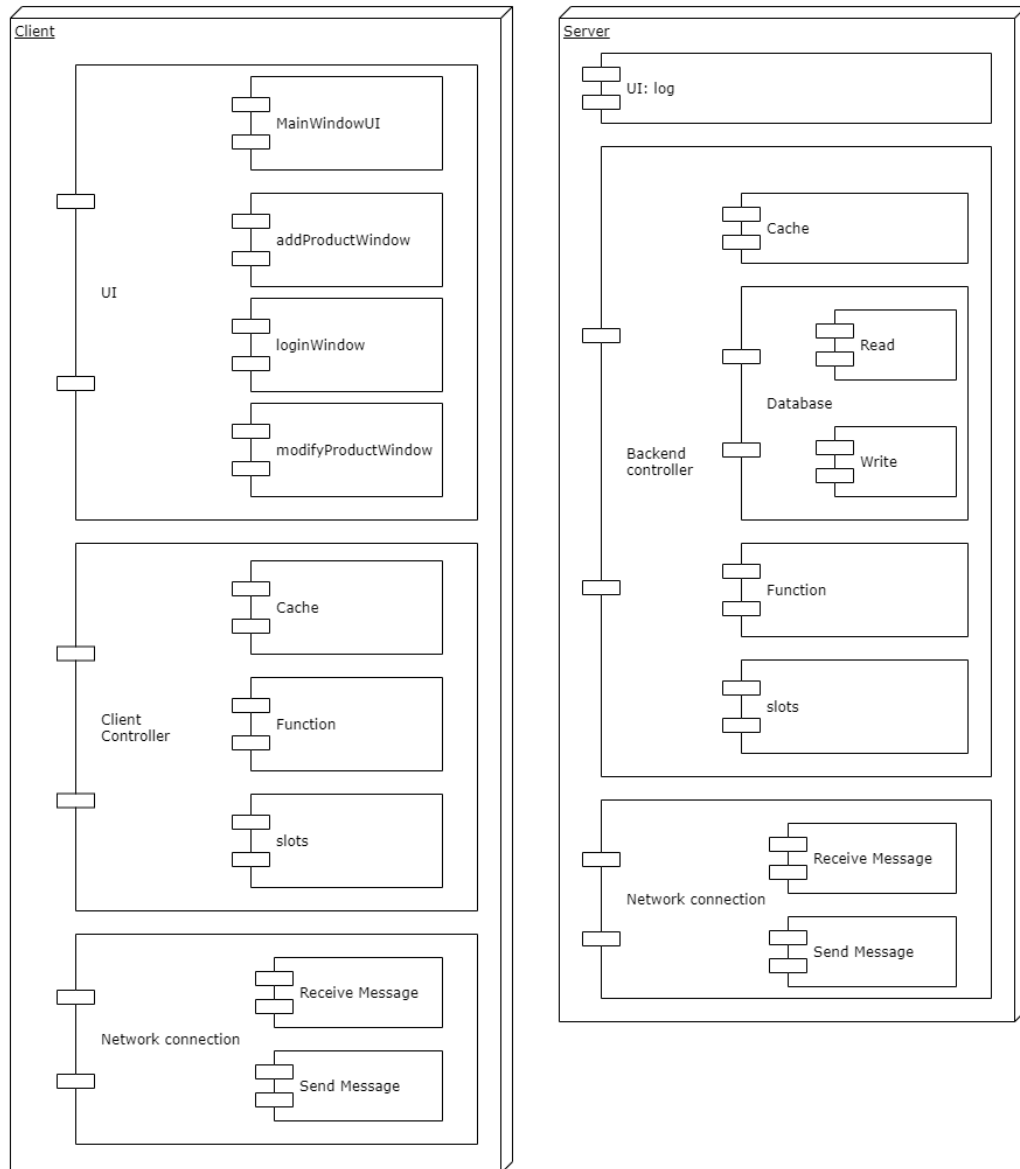 Client
UI
MainWindowUI
addProductWindow
loginWindow
modifyProductWindow
Client
Controller
Cache
Function
slots
Network connection
Receive Message
Send Message
Server
UI: log
Backend
controller
Cache
Database
Read
Write
Function
slots
Network connection
Receive Message
Send Message